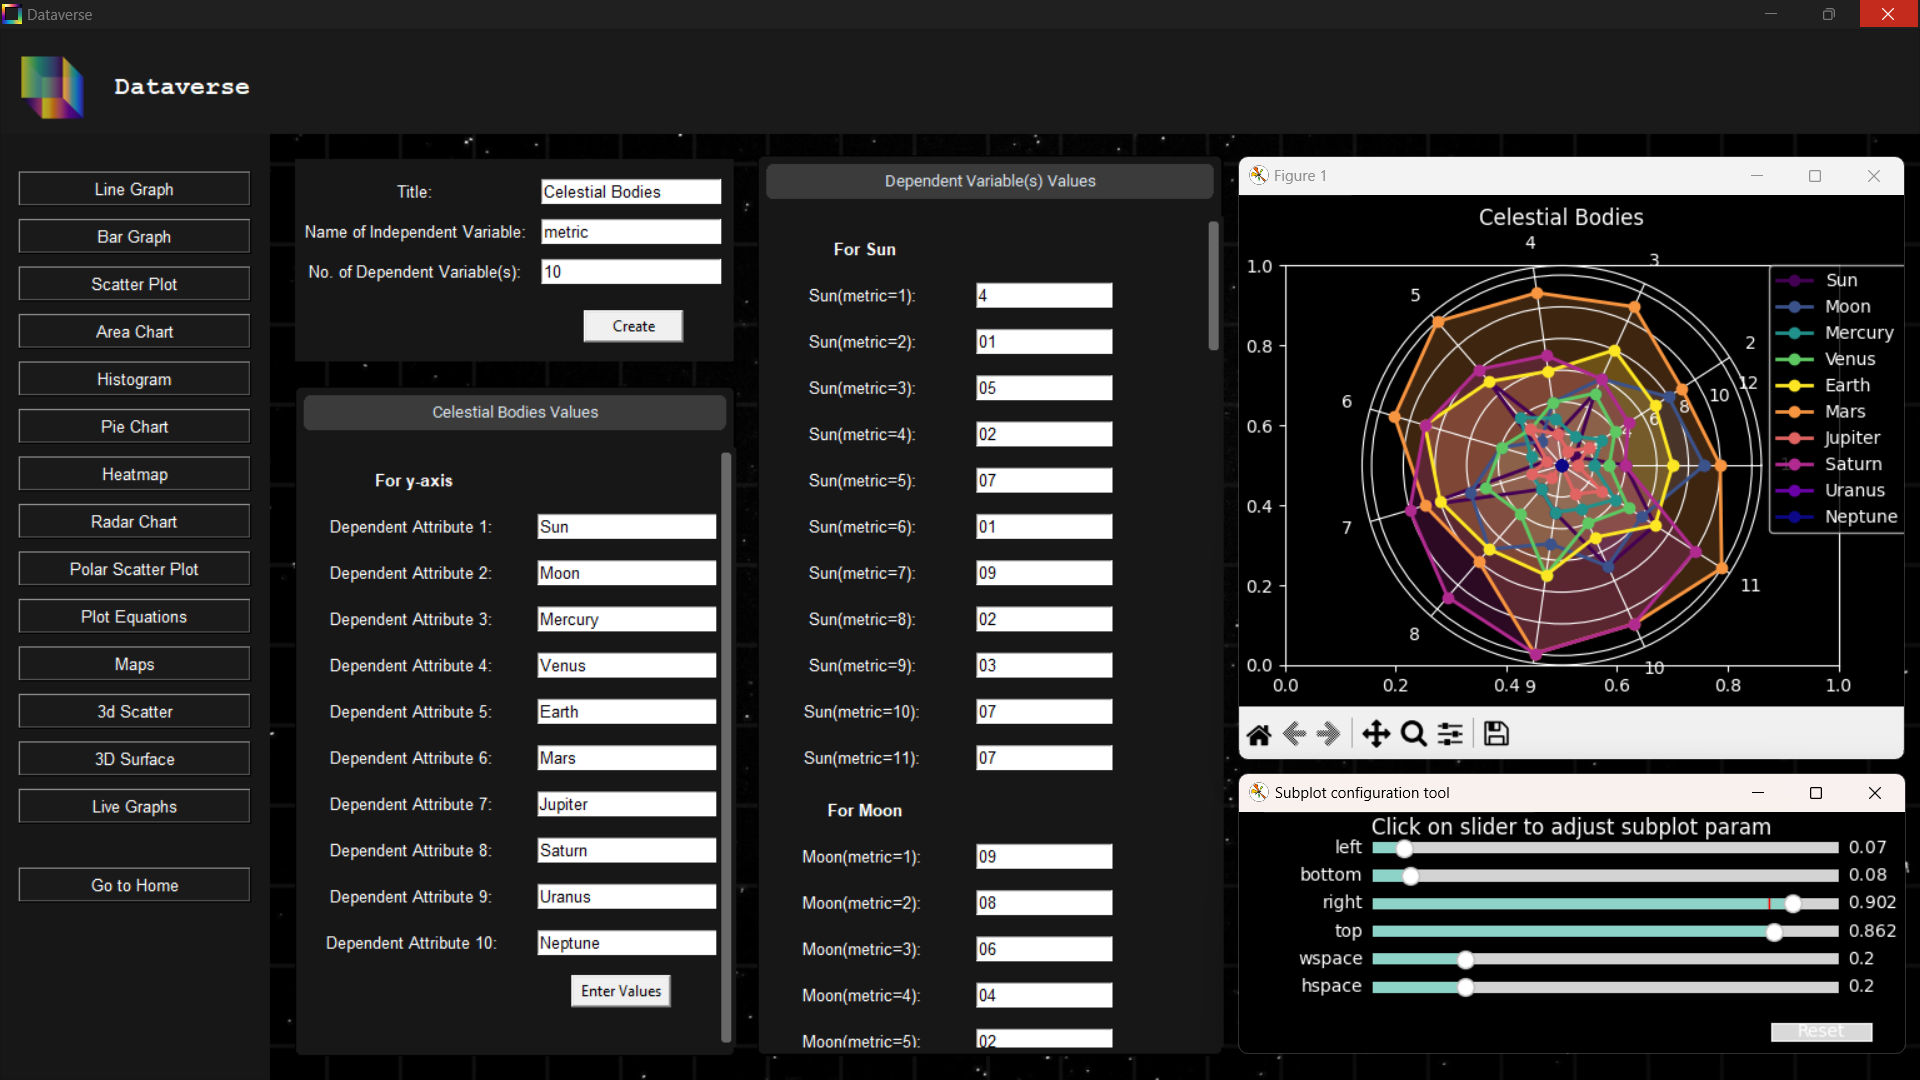 Dataverse
Dataverse
Line Graph
Bar Graph
Scatter Plot
Area Chart
Histogram
Pie Chart
Heatmap
Radar Chart
Polar Scatter Plot
Plot Equations
Maps
3d Scatter
3D Surface
Live Graphs
Go to Home
Title: Celestial Bodies
Name of Independent Variable: metric
No. of Dependent Variable(s): 10
Create
Celestial Bodies Values
For y-axis
Dependent Attribute 1: Sun
Dependent Attribute 2: Moon
Dependent Attribute 3: Mercury
Dependent Attribute 4: Venus
Dependent Attribute 5: Earth
Dependent Attribute 6: Mars
Dependent Attribute 7: Jupiter
Dependent Attribute 8: Saturn
Dependent Attribute 9: Uranus
Dependent Attribute 10: Neptune
Enter Values
Dependent Variable(s) Values
For Sun
Sun(metric=1): 4
Sun(metric=2): 01
Sun(metric=3): 05
Sun(metric=4): 02
Sun(metric=5): 07
Sun(metric=6): 01
Sun(metric=7): 09
Sun(metric=8): 02
Sun(metric=9): 03
Sun(metric=10): 07
Sun(metric=11): 07
For Moon
Moon(metric=1): 09
Moon(metric=2): 08
Moon(metric=3): 06
Moon(metric=4): 04
Moon(metric=5): 02
Figure 1
Celestial Bodies
4
3
5
2
6
7
8
9
10
11
6
8
10
12
1.0
0.8
0.6
0.4
0.2
0.0
0.0
0.2
0.4
0.6
0.8
1.0
Sun
Moon
Mercury
Venus
Earth
Mars
Jupiter
Saturn
Uranus
Neptune
Subplot configuration tool
Click on slider to adjust subplot param
left 0.07
bottom 0.08
right 0.902
top 0.862
wspace 0.2
hspace 0.2
Reset